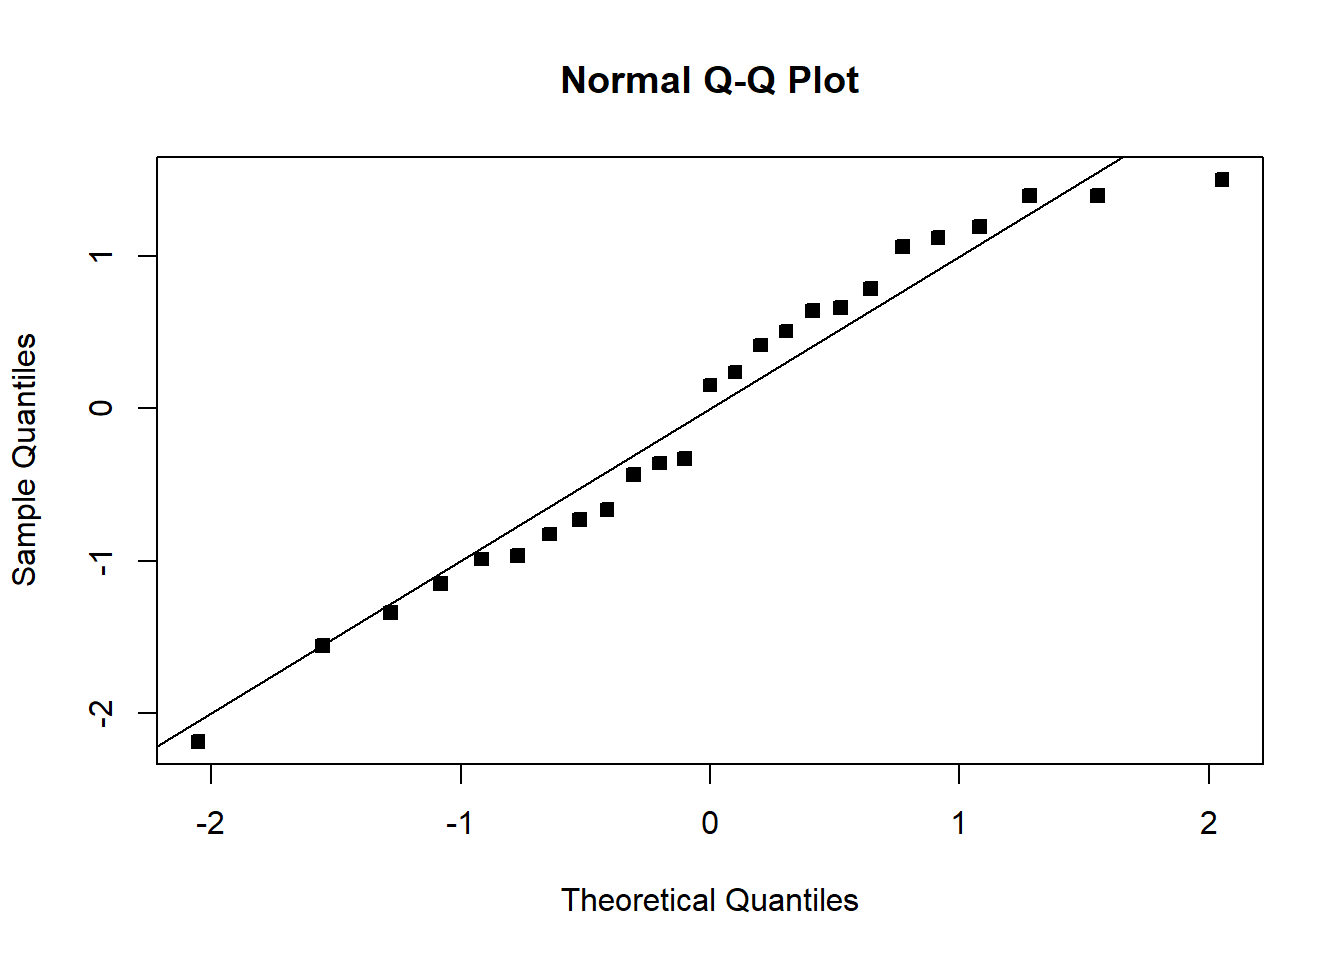 Normal Q-Q Plot
Sample Quantiles
1
0
-1
-2
-2 -1 0 1 2
Theoretical Quantiles